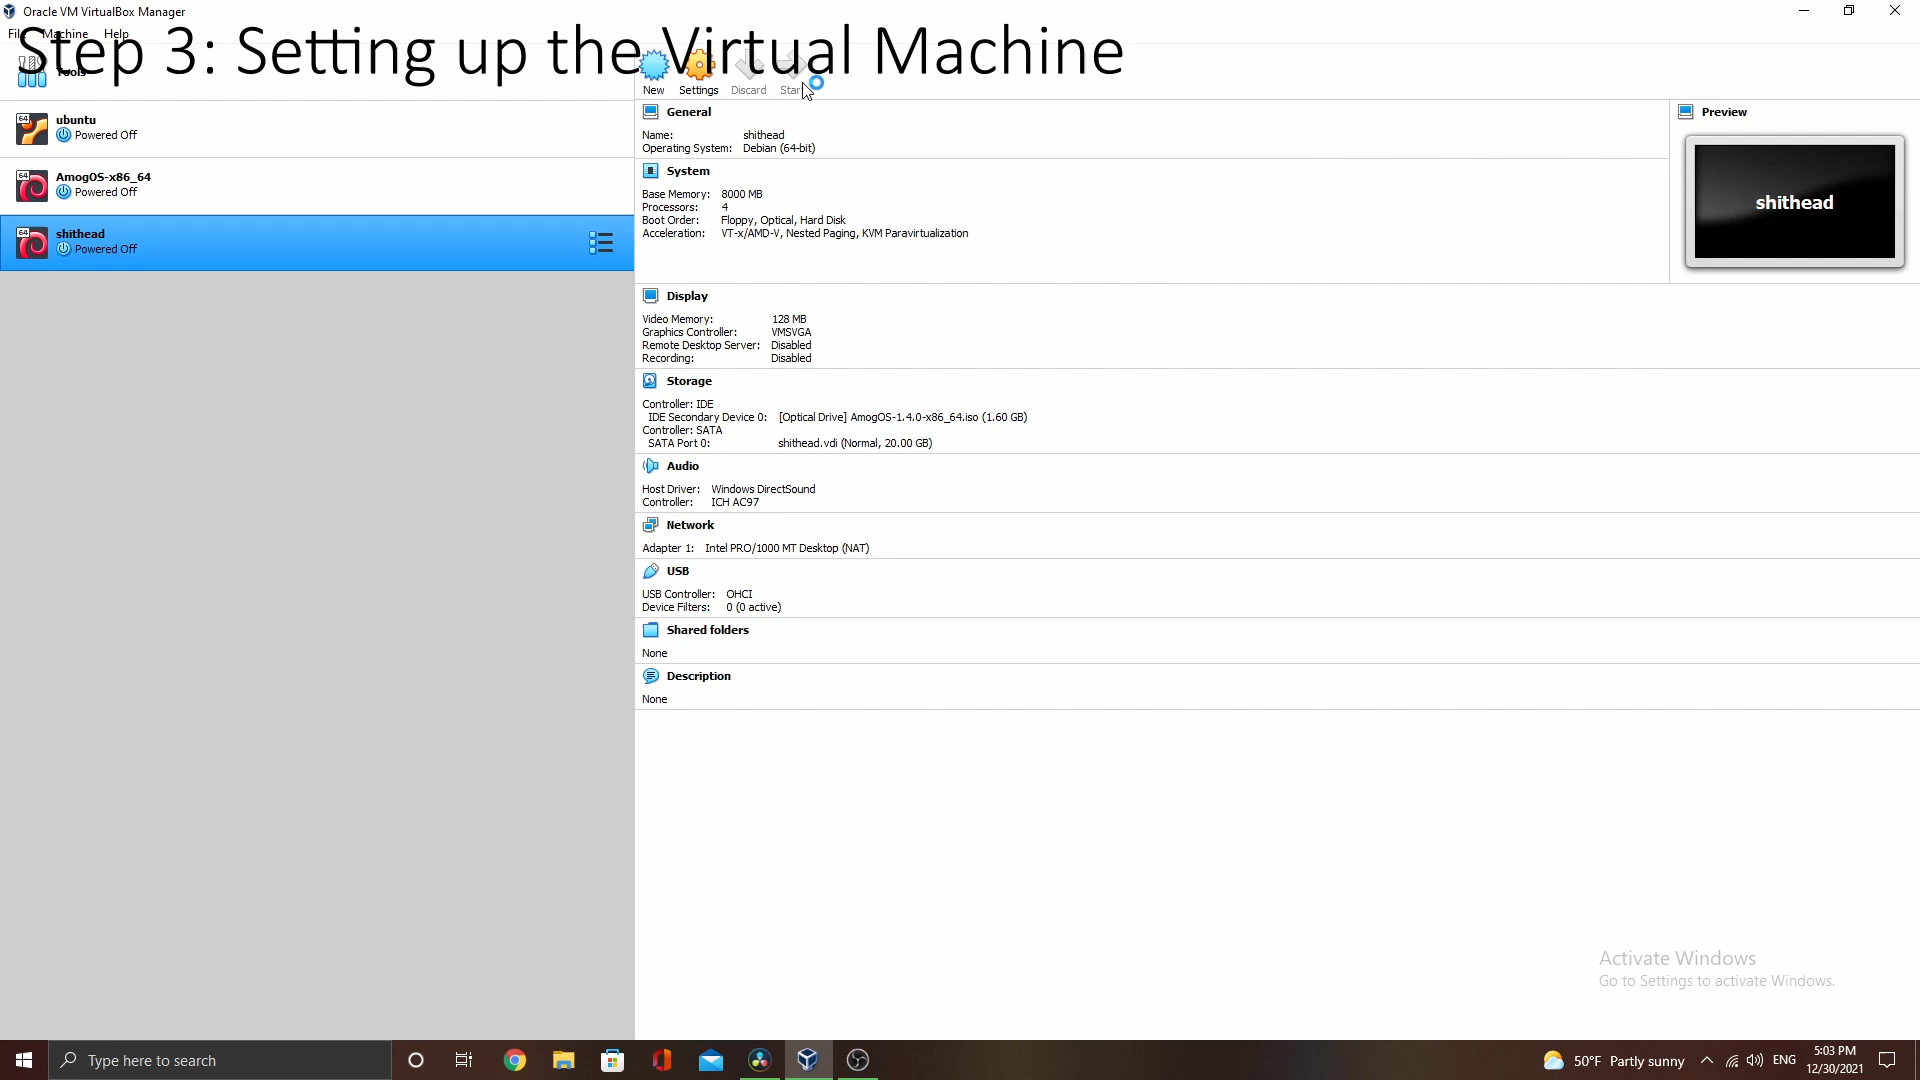 Oracle VM VirtualBox Manager
File Machine Help
Step 3: Setting up the Virtual Machine
Tools
New Settings Discard Start
64 ubuntu
Powered Off
64 AmogOS-x86_64
Powered Off
64 shithead
Powered Off
General
Name: shithead
Operating System: Debian (64-bit)
System
Base Memory: 8000 MB
Processors: 4
Boot Order: Floppy, Optical, Hard Disk
Acceleration: VT-x/AMD-V, Nested Paging, KVM Paravirtualization
Preview
shithead
Display
Video Memory: 128 MB
Graphics Controller: VMSVGA
Remote Desktop Server: Disabled
Recording: Disabled
Storage
Controller: IDE
IDE Secondary Device 0: [Optical Drive] AmogOS-1.4.0-x86_64.iso (1.60 GB)
Controller: SATA
SATA Port 0: shithead.vdi (Normal, 20.00 GB)
Audio
Host Driver: Windows DirectSound
Controller: ICH AC97
Network
Adapter 1: Intel PRO/1000 MT Desktop (NAT)
USB
USB Controller: OHCI
Device Filters: 0 (0 active)
Shared folders
None
Description
None
Activate Windows
Go to Settings to activate Windows.
Type here to search
50°F Partly sunny
ENG
5:03 PM
12/30/2021